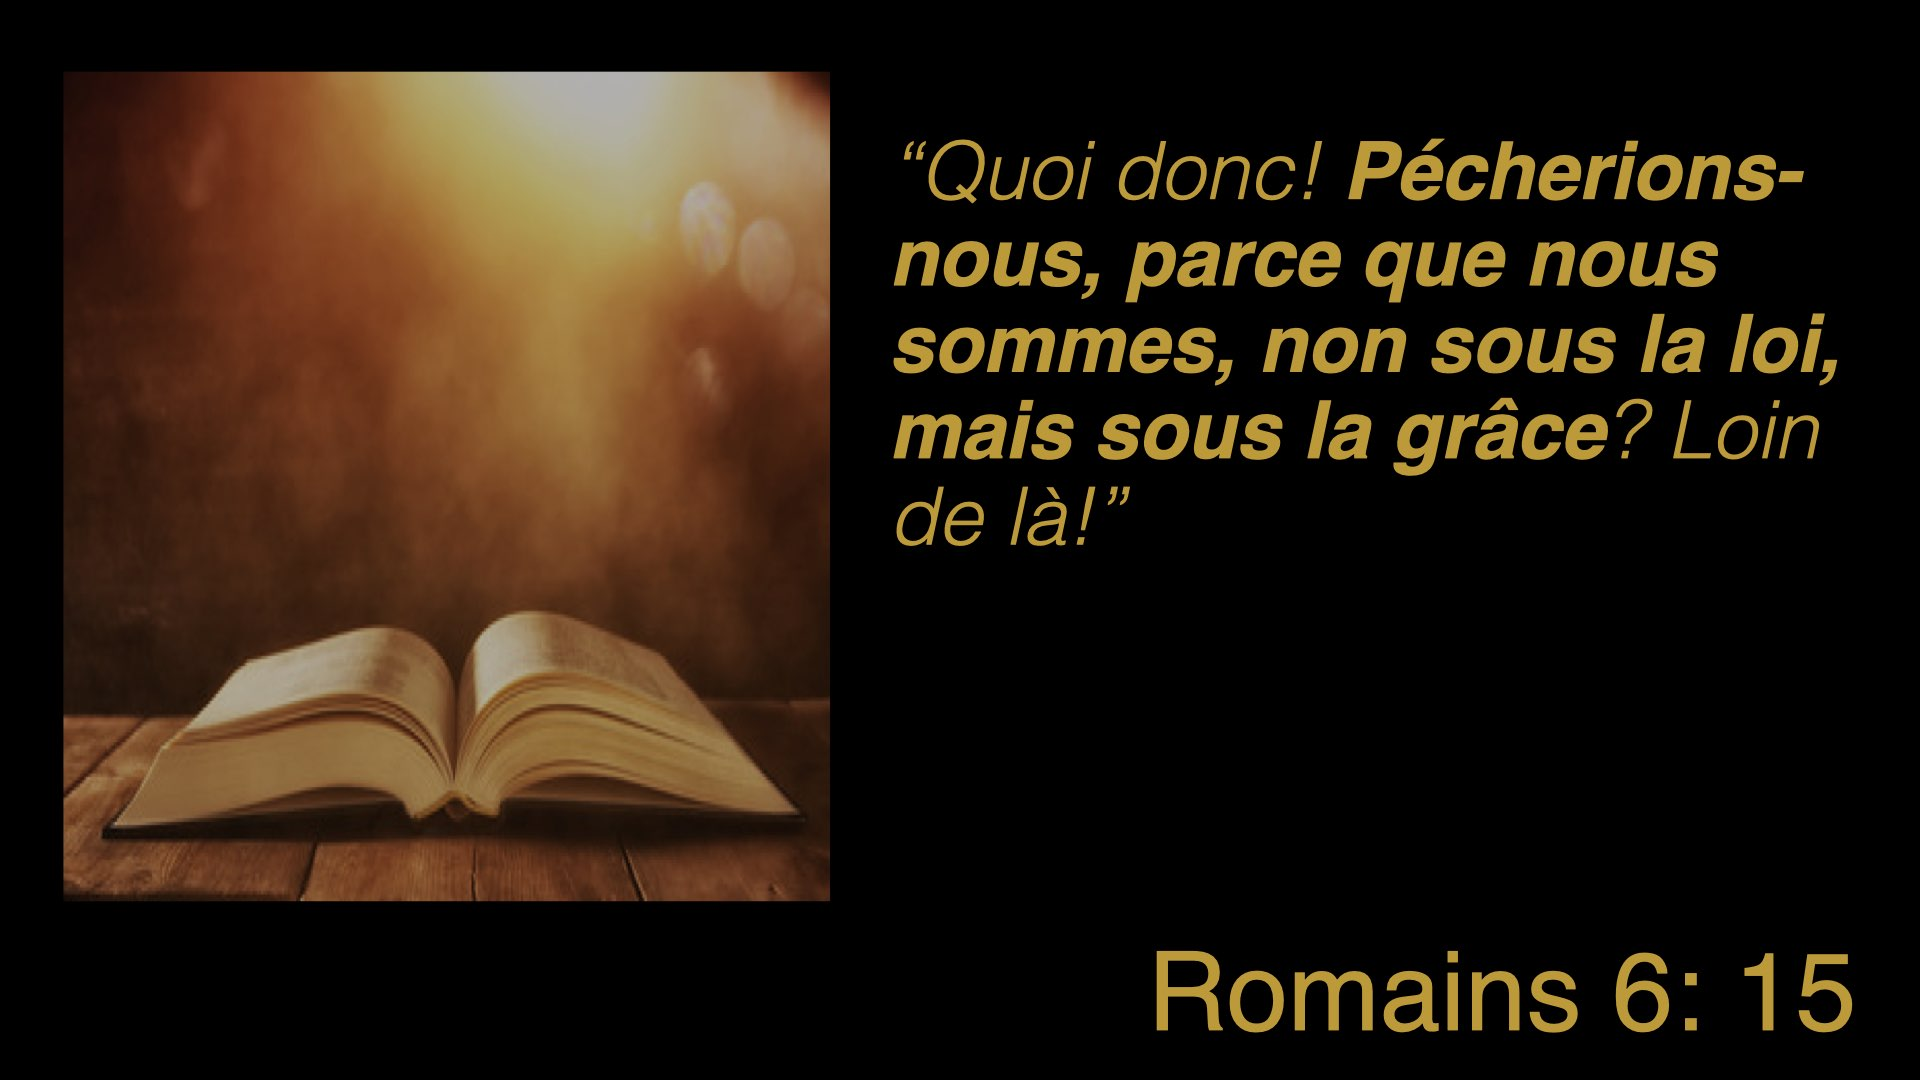 “Quoi donc! Pécherions-
nous, parce que nous
sommes, non sous la loi,
mais sous la grâce? Loin
de là!”
Romains 6: 15